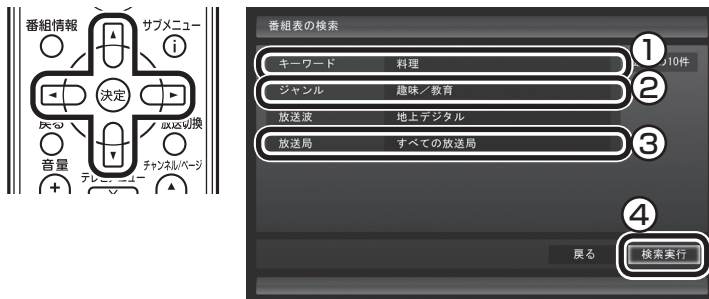 番組情報
サブメニュー
決定
戻る
放送切換
音量
テレビメニュー
チャンネル/ページ
+
番組表の検索
①
キーワード 料理
10件
②
ジャンル 趣味／教育
放送波 地上デジタル
③
放送局 すべての放送局
④
戻る 検索実行